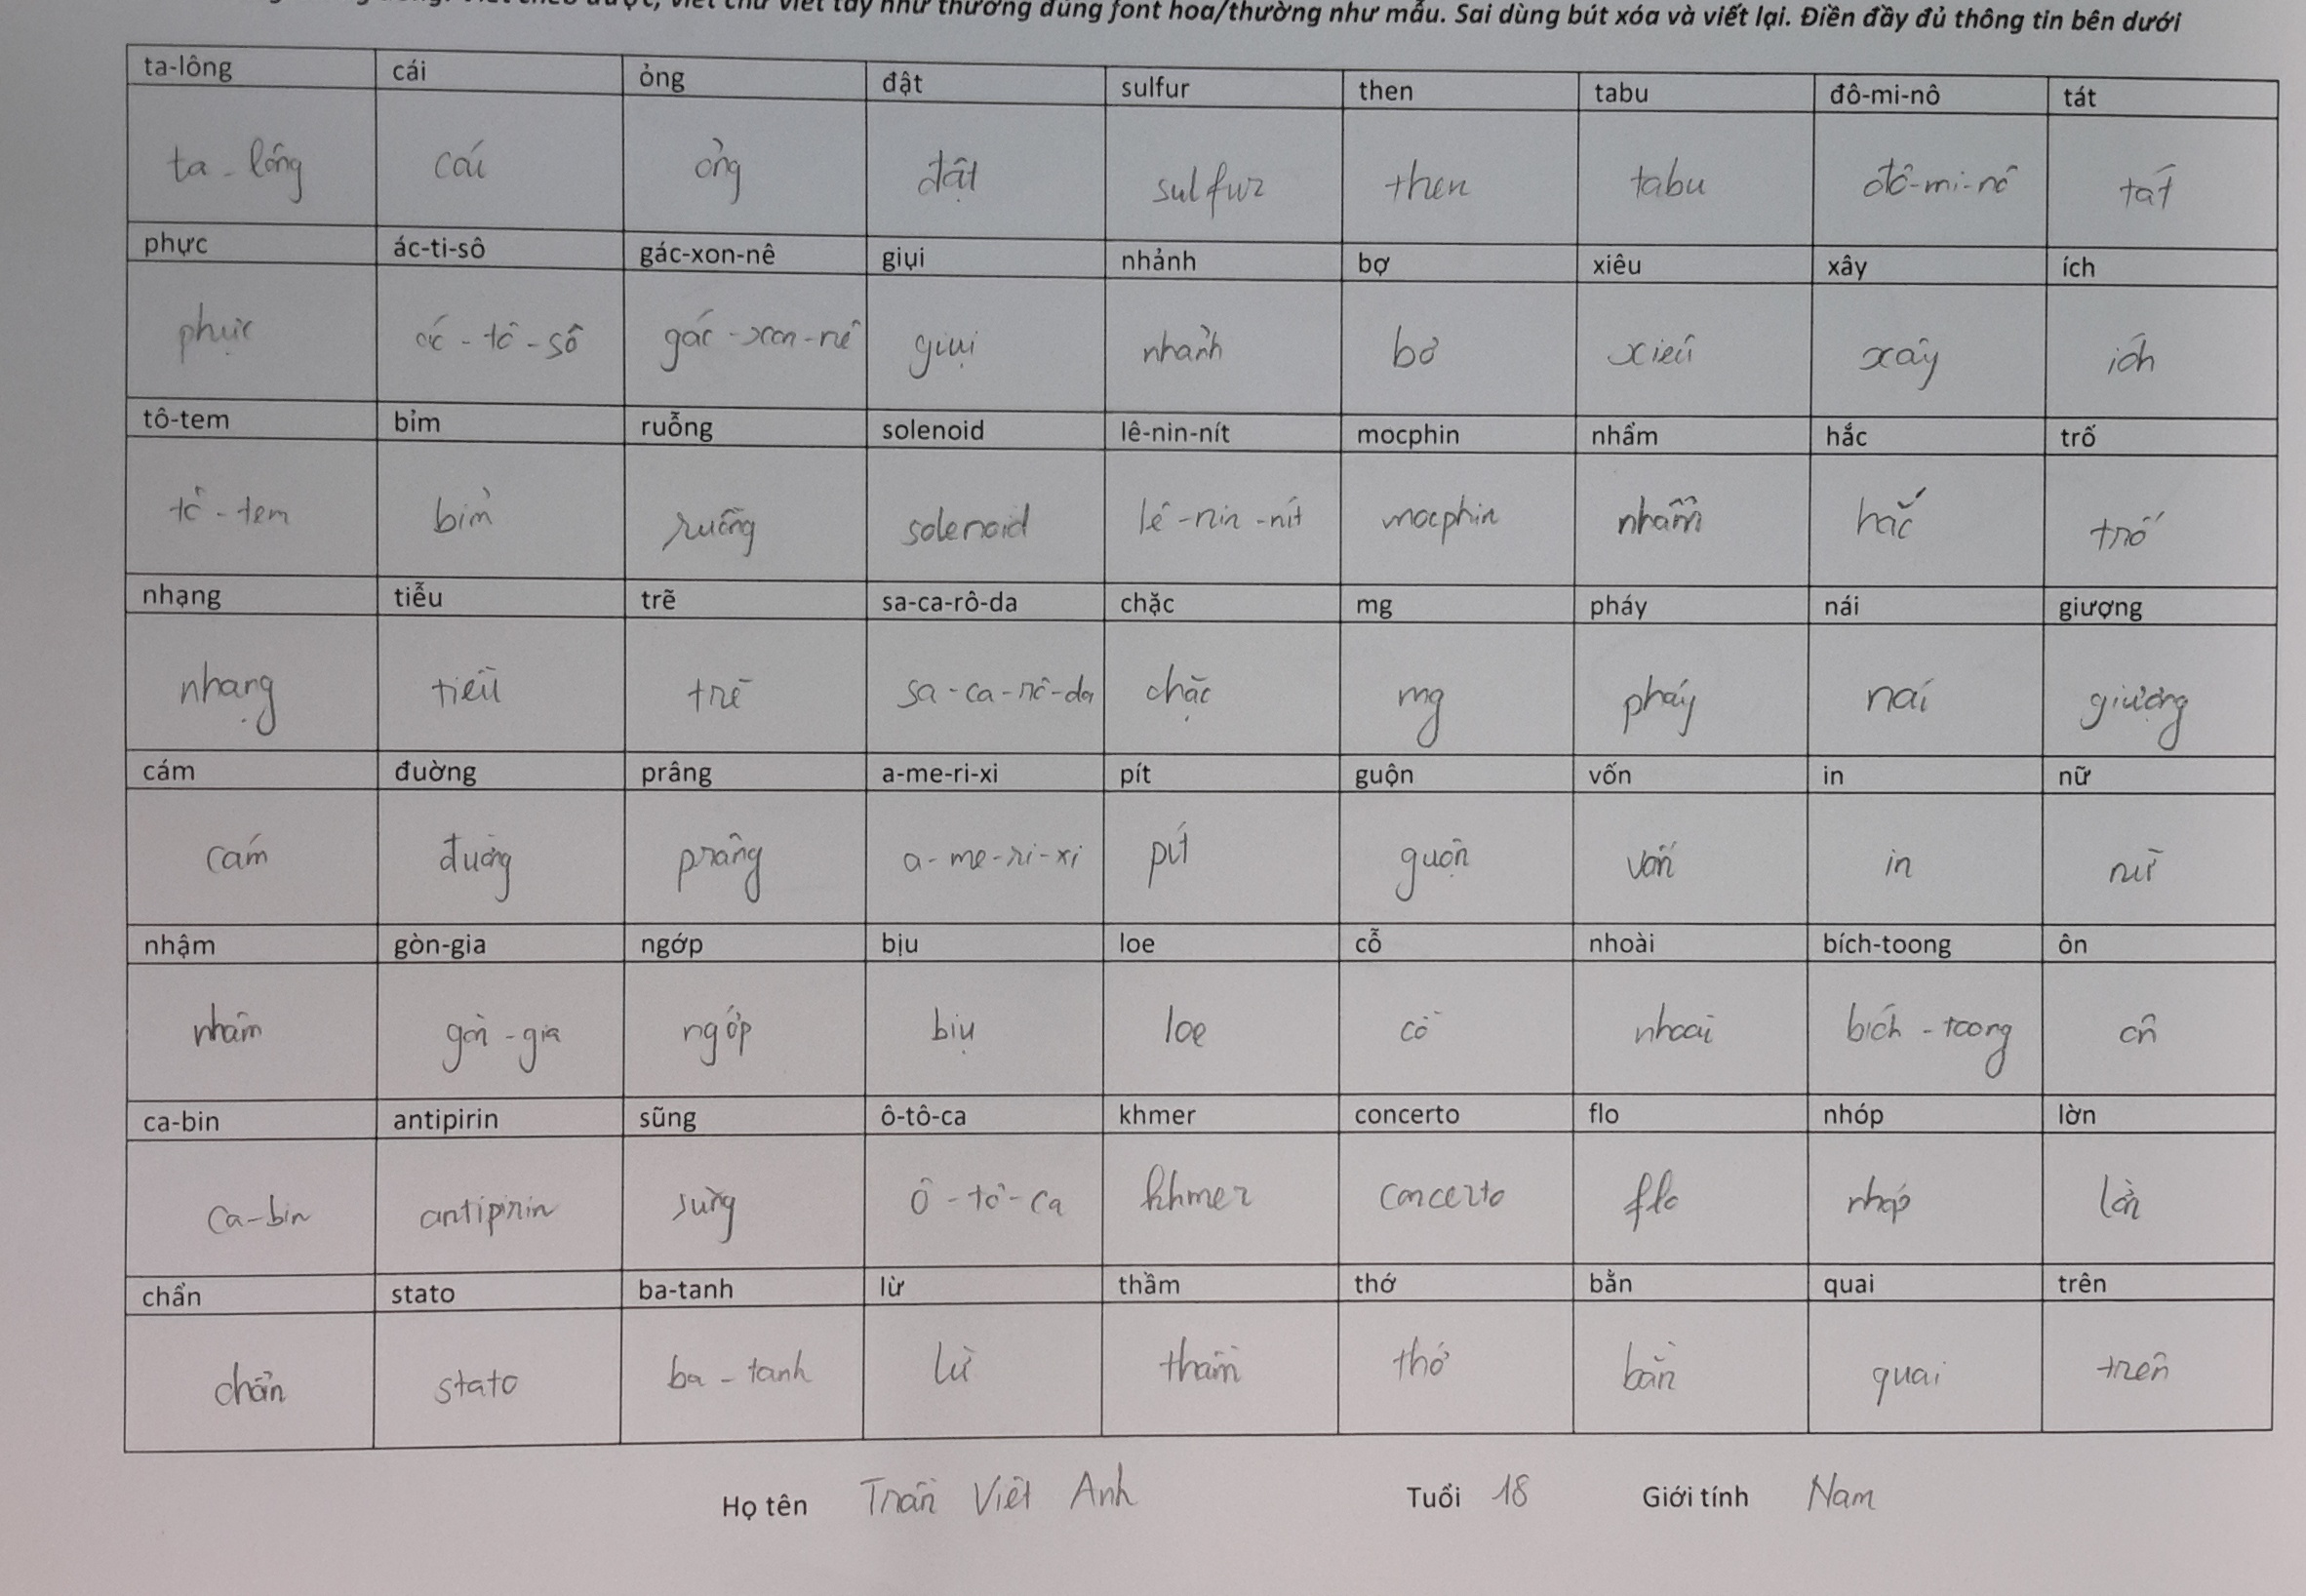 viết chữ viết tay như thường dùng font hoa/thường như mẫu. Sai dùng bút xóa và viết lại. Điền đầy đủ thông tin bên dưới
ta-lông cái ỏng đật sulfur then tabu đô-mi-nô tát
ta-lông cái ỏng đật sulfur then tabu đô-mi-nô tát
phực ác-ti-sô gác-xon-nê giụi nhảnh bợ xiêu xây ích
phực ác-tô-sô gác-xon-nê giụi nhảnh bơ xiêu xây ích
tô-tem bỉm ruỗng solenoid lê-nin-nít mocphin nhẩm hắc trố
tô-tem bỉm ruỗng solenoid lê-nin-nít mocphin nhẩm hắc trố
nhạng tiễu trẽ sa-ca-rô-da chặc mg pháy nái giượng
nhạng tiễu trẽ sa-ca-rô-da chặc mg pháy nái giượng
cám đuờng prâng a-me-ri-xi pít guộn vốn in nữ
cám đuờng prâng a-me-ri-xi pít guộn vốn in nữ
nhậm gòn-gia ngớp bịu loe cỗ nhoài bích-toong ôn
nhâm gòn-gia ngớp bịu loe cỗ nhoài bích-toong ôn
ca-bin antipirin sũng ô-tô-ca khmer concerto flo nhóp lờn
ca-bin antipirin sũng ô-tô-ca khmer concerto flo nhóp lờn
chẩn stato ba-tanh lừ thầm thớ bằn quai trên
chẩn stato ba-tanh lừ thầm thớ bằn quai trên
Họ tên Trần Việt Anh Tuổi 18 Giới tính Nam